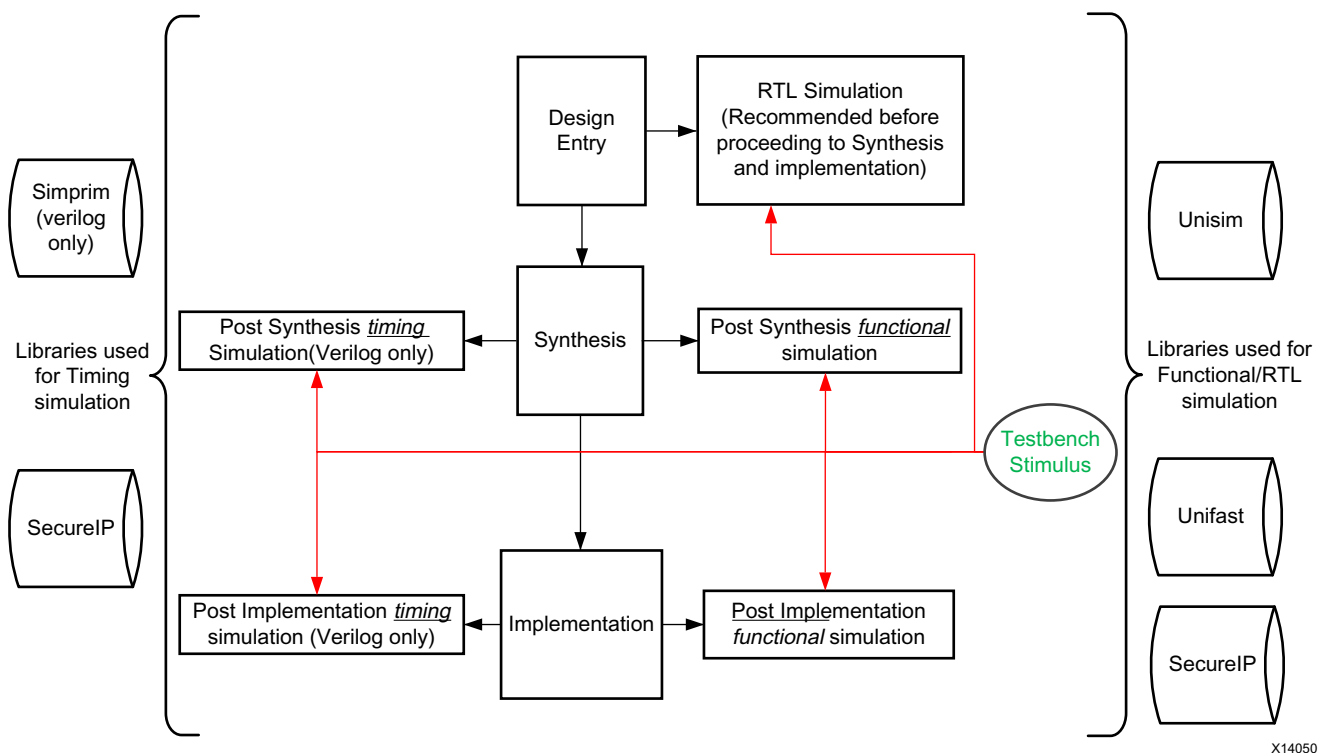 Design
Entry
RTL Simulation
(Recommended before
proceeding to Synthesis
and implementation)
Simprim
(verilog
only)
Unisim
Post Synthesis timing
Simulation(Verilog only)
Synthesis
Post Synthesis functional
simulation
Libraries used
for Timing
simulation
Libraries used for
Functional/RTL
simulation
Testbench
Stimulus
SecureIP
Unifast
Post Implementation timing
simulation (Verilog only)
Implementation
Post Implementation
functional simulation
SecureIP
X14050